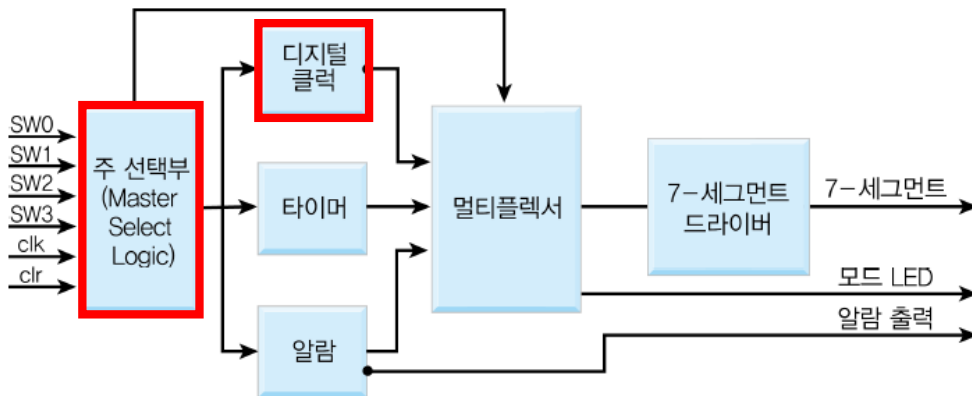 SW0
SW1
SW2
SW3
clk
clr
주 선택부
(Master
Select
Logic)
디지털
클럭
타이머
알람
멀티플렉서
7-세그먼트
드라이버
7-세그먼트
모드 LED
알람 출력